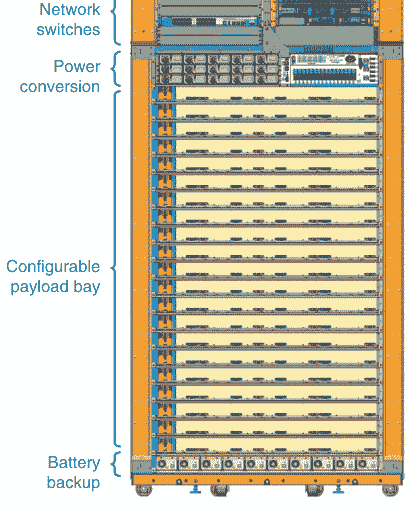 Network
switches
Power
conversion
Configurable
payload bay
Battery
backup